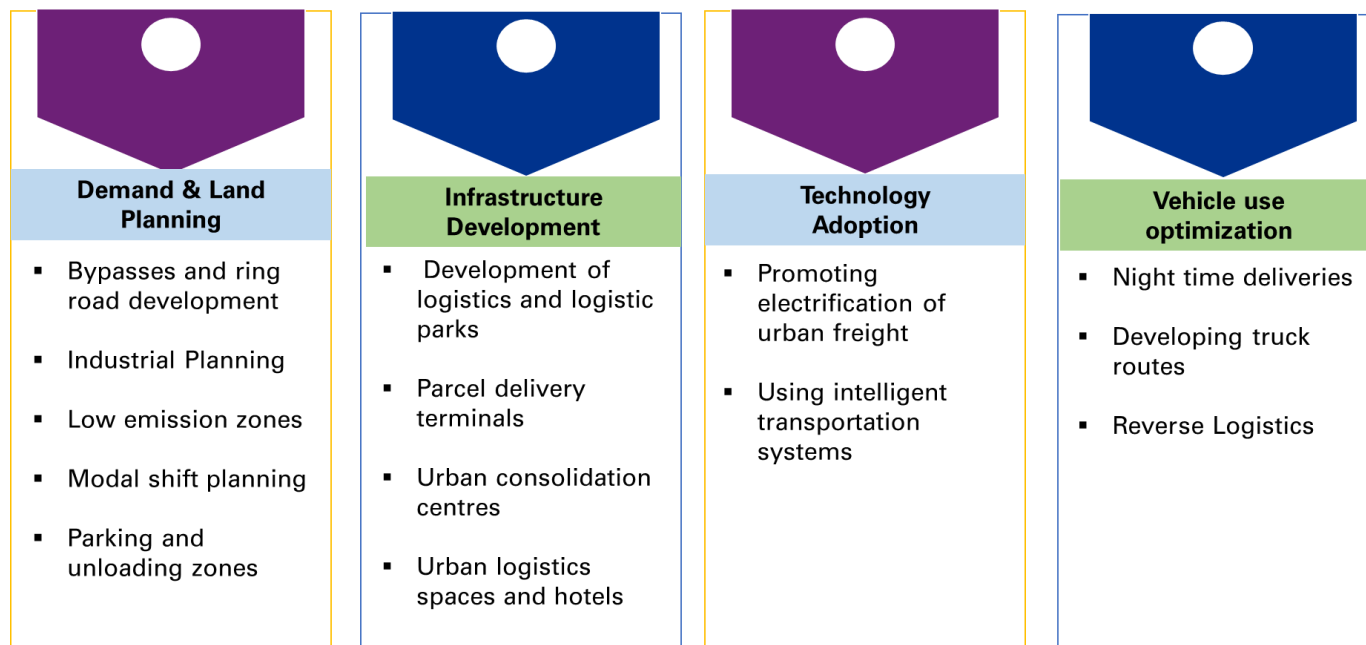 Demand & Land
Planning
▪ Bypasses and ring
road development
▪ Industrial Planning
▪ Low emission zones
▪ Modal shift planning
▪ Parking and
unloading zones
Infrastructure
Development
▪ Development of
logistics and logistic
parks
▪ Parcel delivery
terminals
▪ Urban consolidation
centres
▪ Urban logistics
spaces and hotels
Technology
Adoption
▪ Promoting
electrification of
urban freight
▪ Using intelligent
transportation
systems
Vehicle use
optimization
▪ Night time deliveries
▪ Developing truck
routes
▪ Reverse Logistics